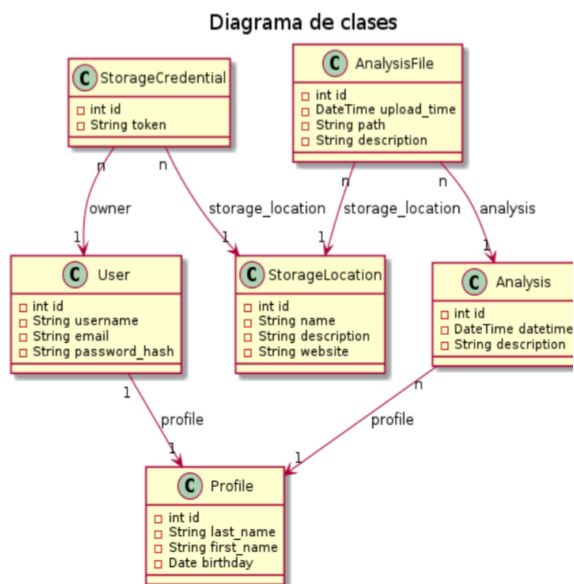 Diagrama de clases
C StorageCredential
int id
String token
C AnalysisFile
int id
DateTime upload_time
String path
String description
n
n
n
n
owner
storage_location
storage_location
analysis
1
1
1
1
C User
int id
String username
String email
String password_hash
C StorageLocation
int id
String name
String description
String website
C Analysis
int id
DateTime datetime
String description
1
n
profile
profile
1
1
C Profile
int id
String last_name
String first_name
Date birthday